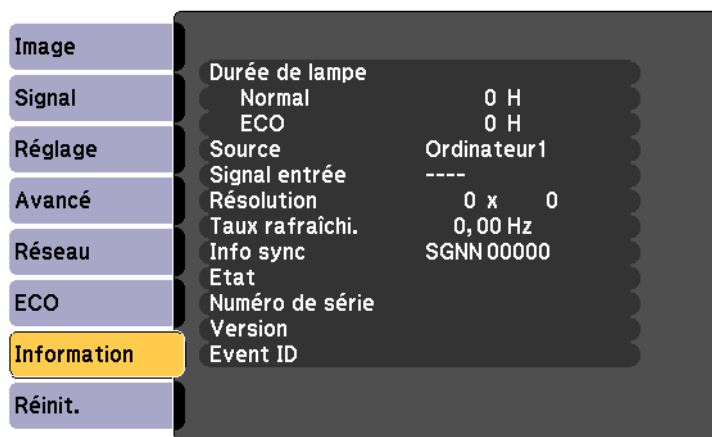 Image
Signal
Réglage
Avancé
Réseau
ECO
Information
Réinit.
Durée de lampe
Normal 0 H
ECO 0 H
Source Ordinateur1
Signal entrée ----
Résolution 0 x 0
Taux rafraîchi. 0,00 Hz
Info sync SGNN 00000
Etat
Numéro de série
Version
Event ID